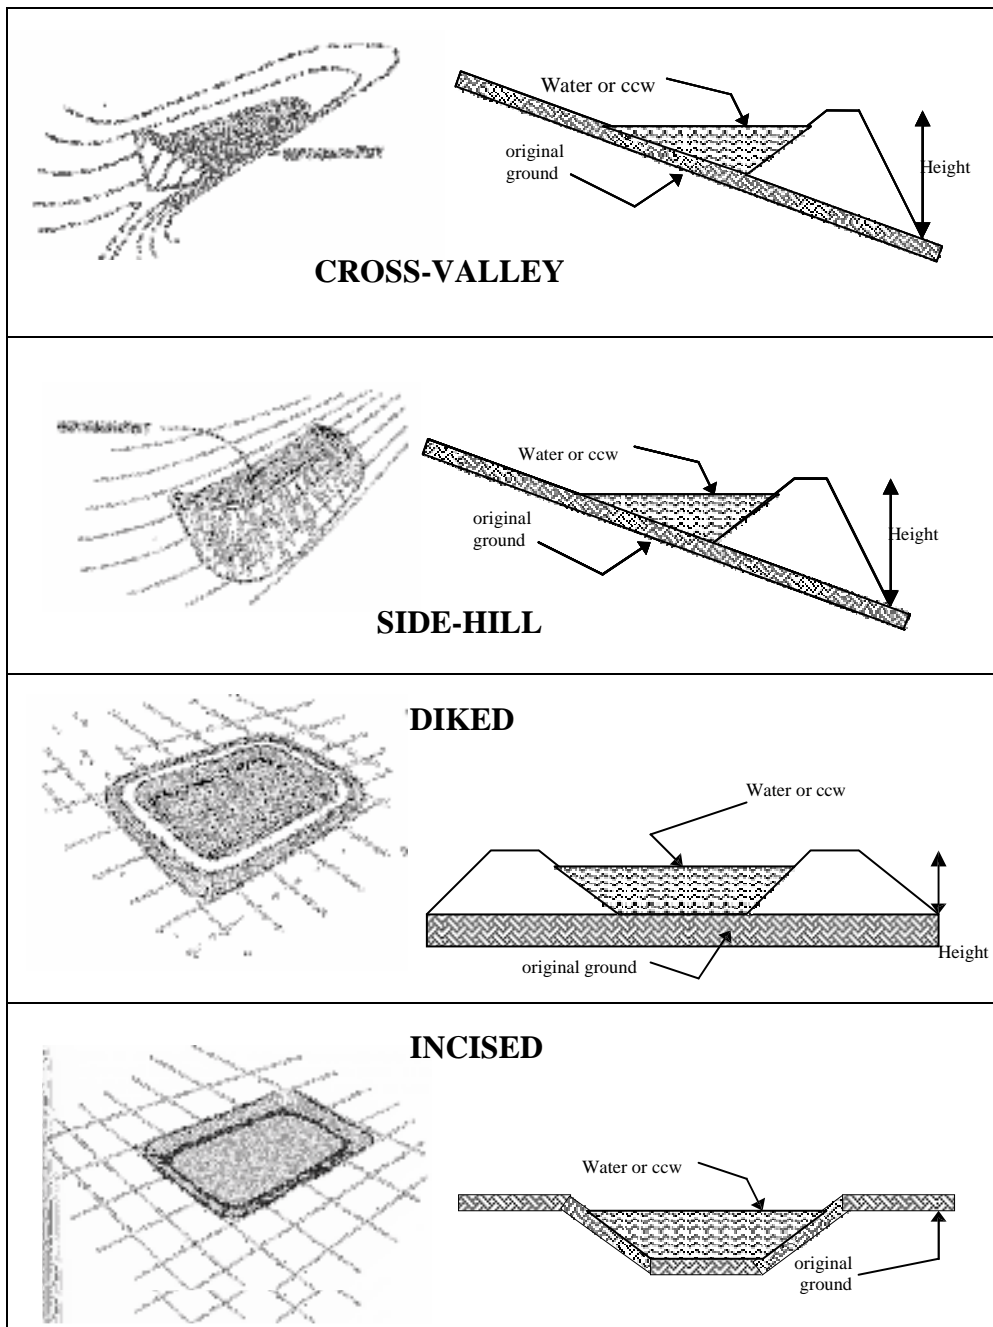 Water or ccw
original
ground
Height
CROSS-VALLEY
Water or ccw
original
ground
Height
SIDE-HILL
DIKED
Water or ccw
original ground
Height
INCISED
Water or ccw
original
ground